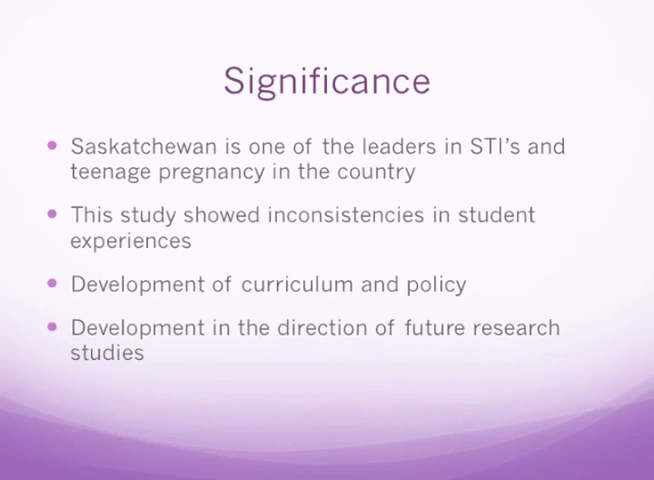 Significance
• Saskatchewan is one of the leaders in STI's and
teenage pregnancy in the country
• This study showed inconsistencies in student
experiences
• Development of curriculum and policy
• Development in the direction of future research
studies